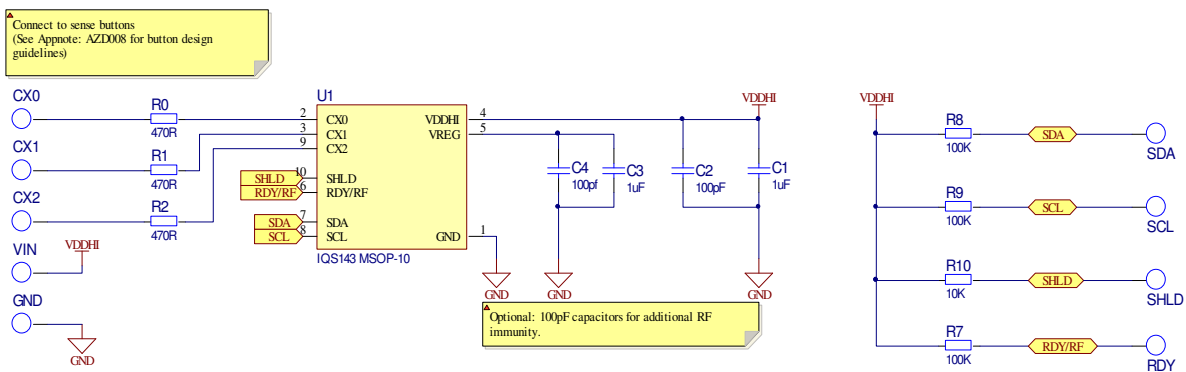 Connect to sense buttons
(See Appnote: AZD008 for button design
guidelines)
CX0
R0
470R
CX1
R1
470R
CX2
R2
470R
VIN
VDDHI
GND
GND
U1
2
CX0
3
CX1
9
CX2
SHLD
10
SHLD
RDY/RF
6
RDY/RF
SDA
7
SDA
SCL
8
SCL
VDDHI
4
VREG
5
GND
1
IQS143 MSOP-10
GND
C4
100pf
C3
1uF
GND
C2
100pF
VDDHI
C1
1uF
GND
Optional: 100pF capacitors for additional RF
immunity.
VDDHI
R8
100K
SDA
SDA
R9
100K
SCL
SCL
R10
10K
SHLD
SHLD
R7
100K
RDY/RF
RDY